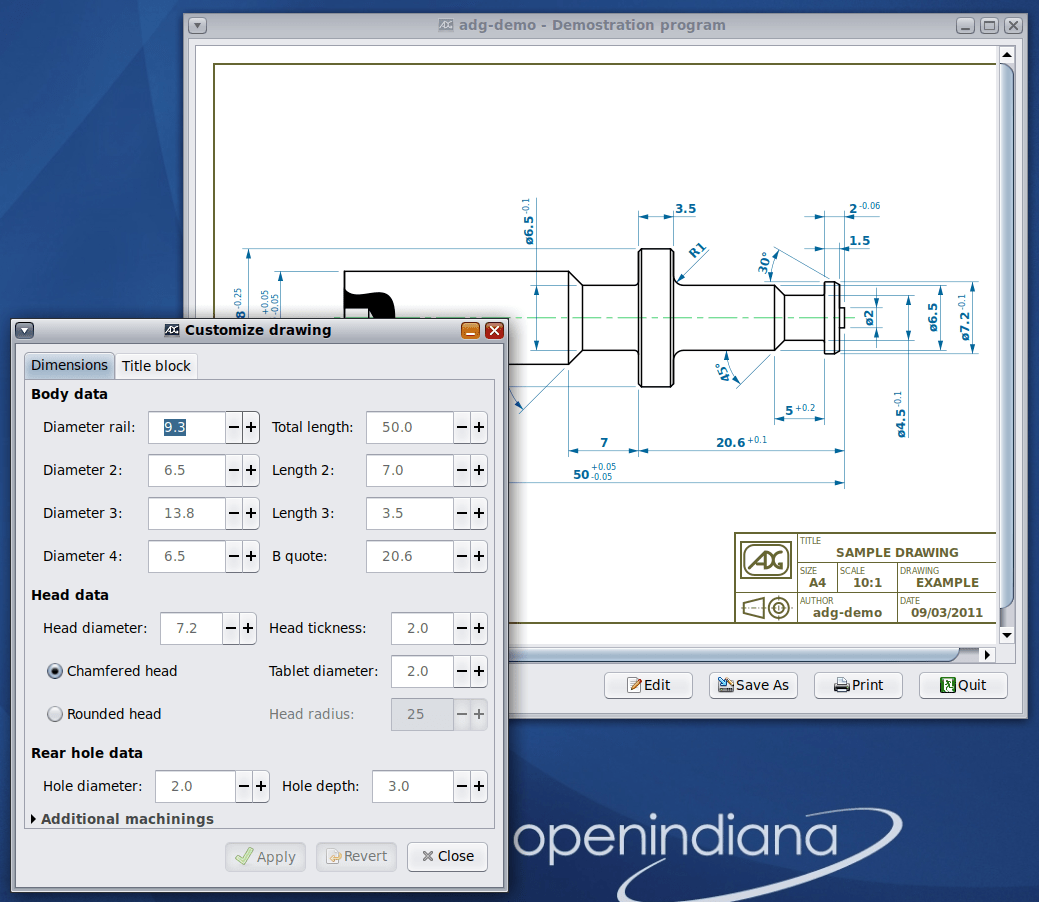 adg-demo - Demostration program
ø6.5 -0.1
3.5
R1
30°
2 -0.06
1.5
8 -0.25
+0.05
-0.05
ø2
ø6.5
ø7.2 -0.1
45°
5 +0.2
ø4.5 -0.1
7
20.6 +0.1
50 +0.05
-0.05
ADG
TITLE
SAMPLE DRAWING
SIZE SCALE DRAWING
A4 10:1 EXAMPLE
AUTHOR DATE
adg-demo 09/03/2011
Edit Save As Print Quit
Customize drawing
Dimensions Title block
Body data
Diameter rail: 9.3 Total length: 50.0
Diameter 2: 6.5 Length 2: 7.0
Diameter 3: 13.8 Length 3: 3.5
Diameter 4: 6.5 B quote: 20.6
Head data
Head diameter: 7.2 Head tickness: 2.0
Chamfered head Tablet diameter: 2.0
Rounded head Head radius: 25
Rear hole data
Hole diameter: 2.0 Hole depth: 3.0
Additional machinings
Apply Revert Close
openindiana